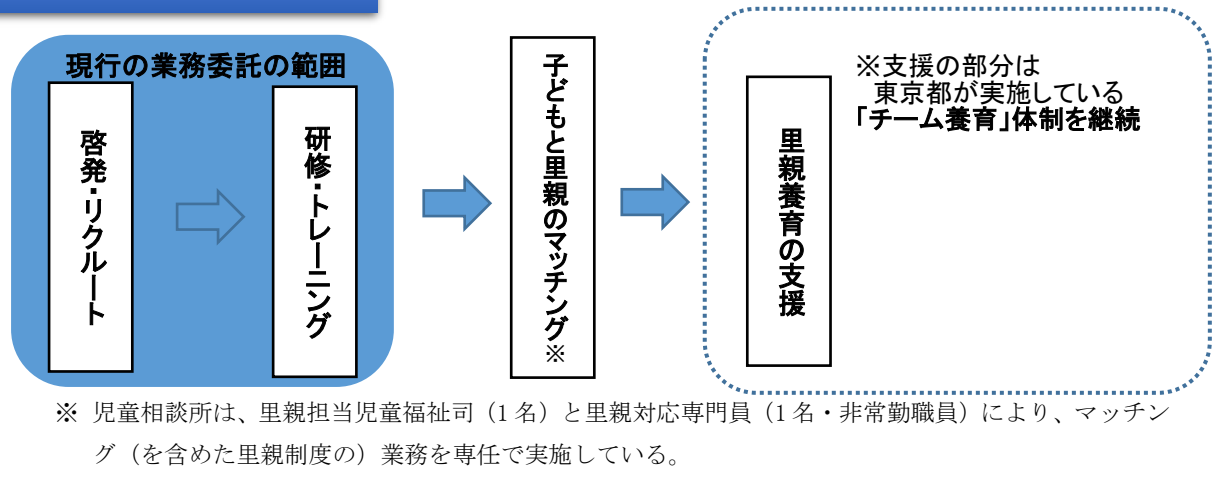 現行の業務委託の範囲
啓発・リクルート
研修・トレーニング
子どもと里親のマッチング※
里親養育の支援
※支援の部分は
東京都が実施している
「チーム養育」体制を継続
※ 児童相談所は、里親担当児童福祉司（1名）と里親対応専門員（1名・非常勤職員）により、マッチン
グ（を含めた里親制度の）業務を専任で実施している。